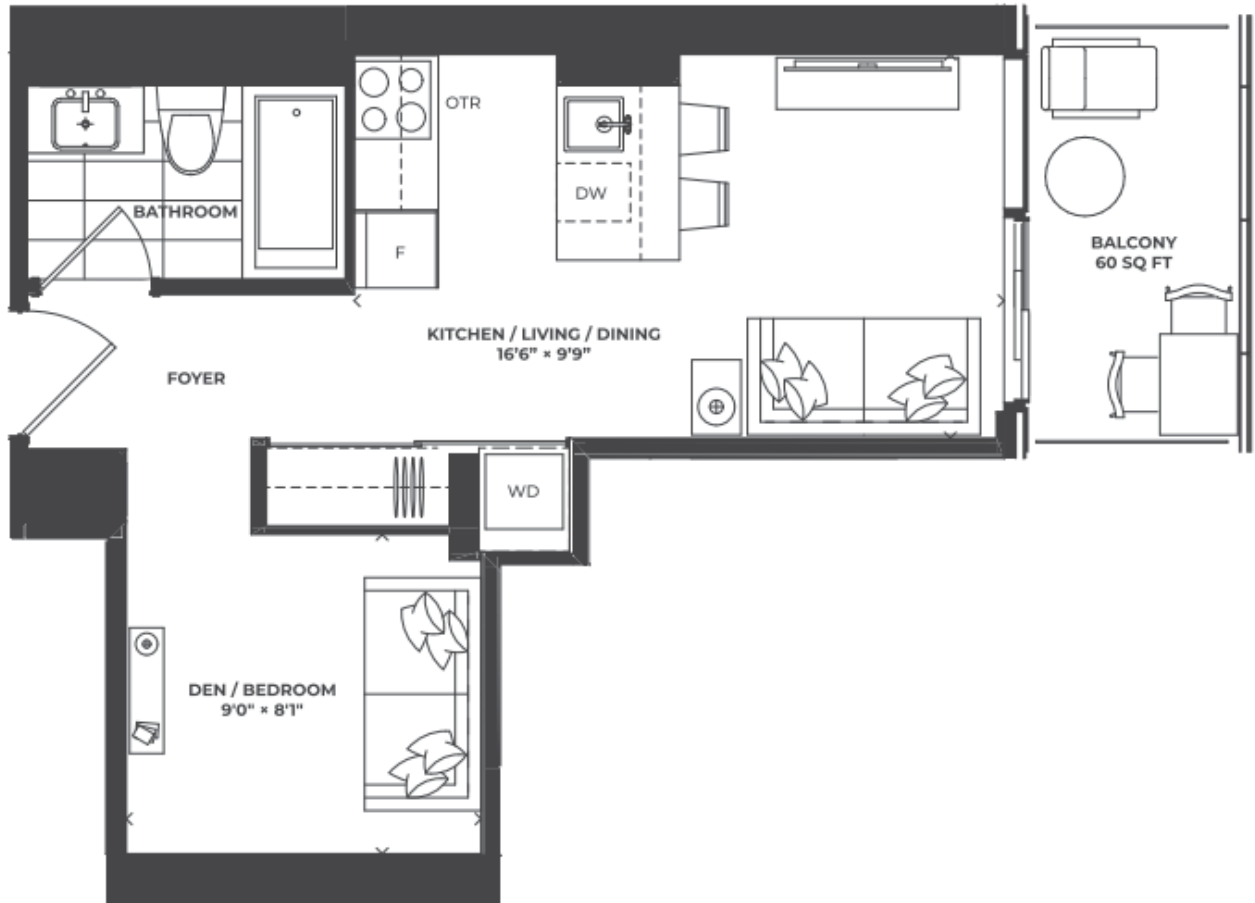 OTR
DW
BATHROOM
F
BALCONY
60 SQ FT
KITCHEN / LIVING / DINING
16'6" × 9'9"
FOYER
WD
DEN / BEDROOM
9'0" × 8'1"